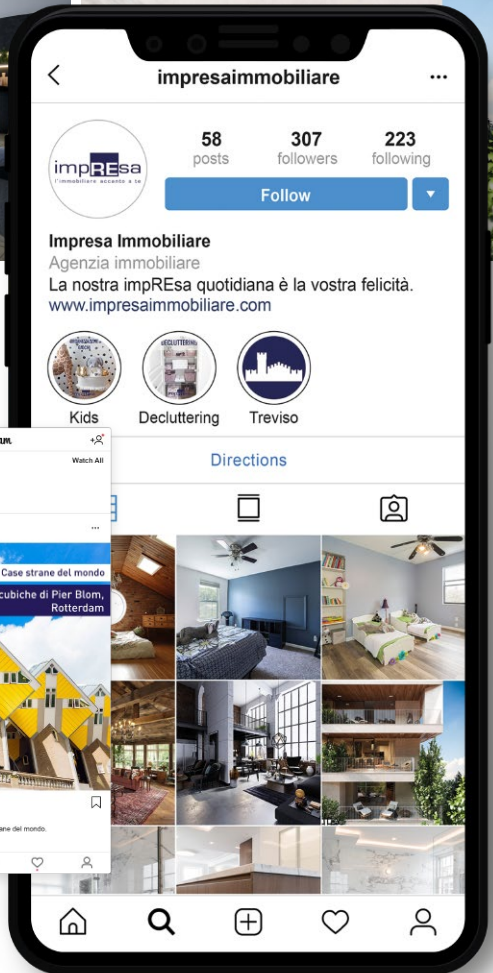 impresaimmobiliare
...
58
307
223
posts
followers
following
impREsa
l'immobiliare accanto a te
Follow
Impresa Immobiliare
Agenzia immobiliare
La nostra impREsa quotidiana è la vostra felicità.
www.impresaimmobiliare.com
DECLUTTERING
Kids
Decluttering
Treviso
Directions
Watch All
...
Case strane del mondo
cubiche di Pier Blom,
Rotterdam
ane del mondo.